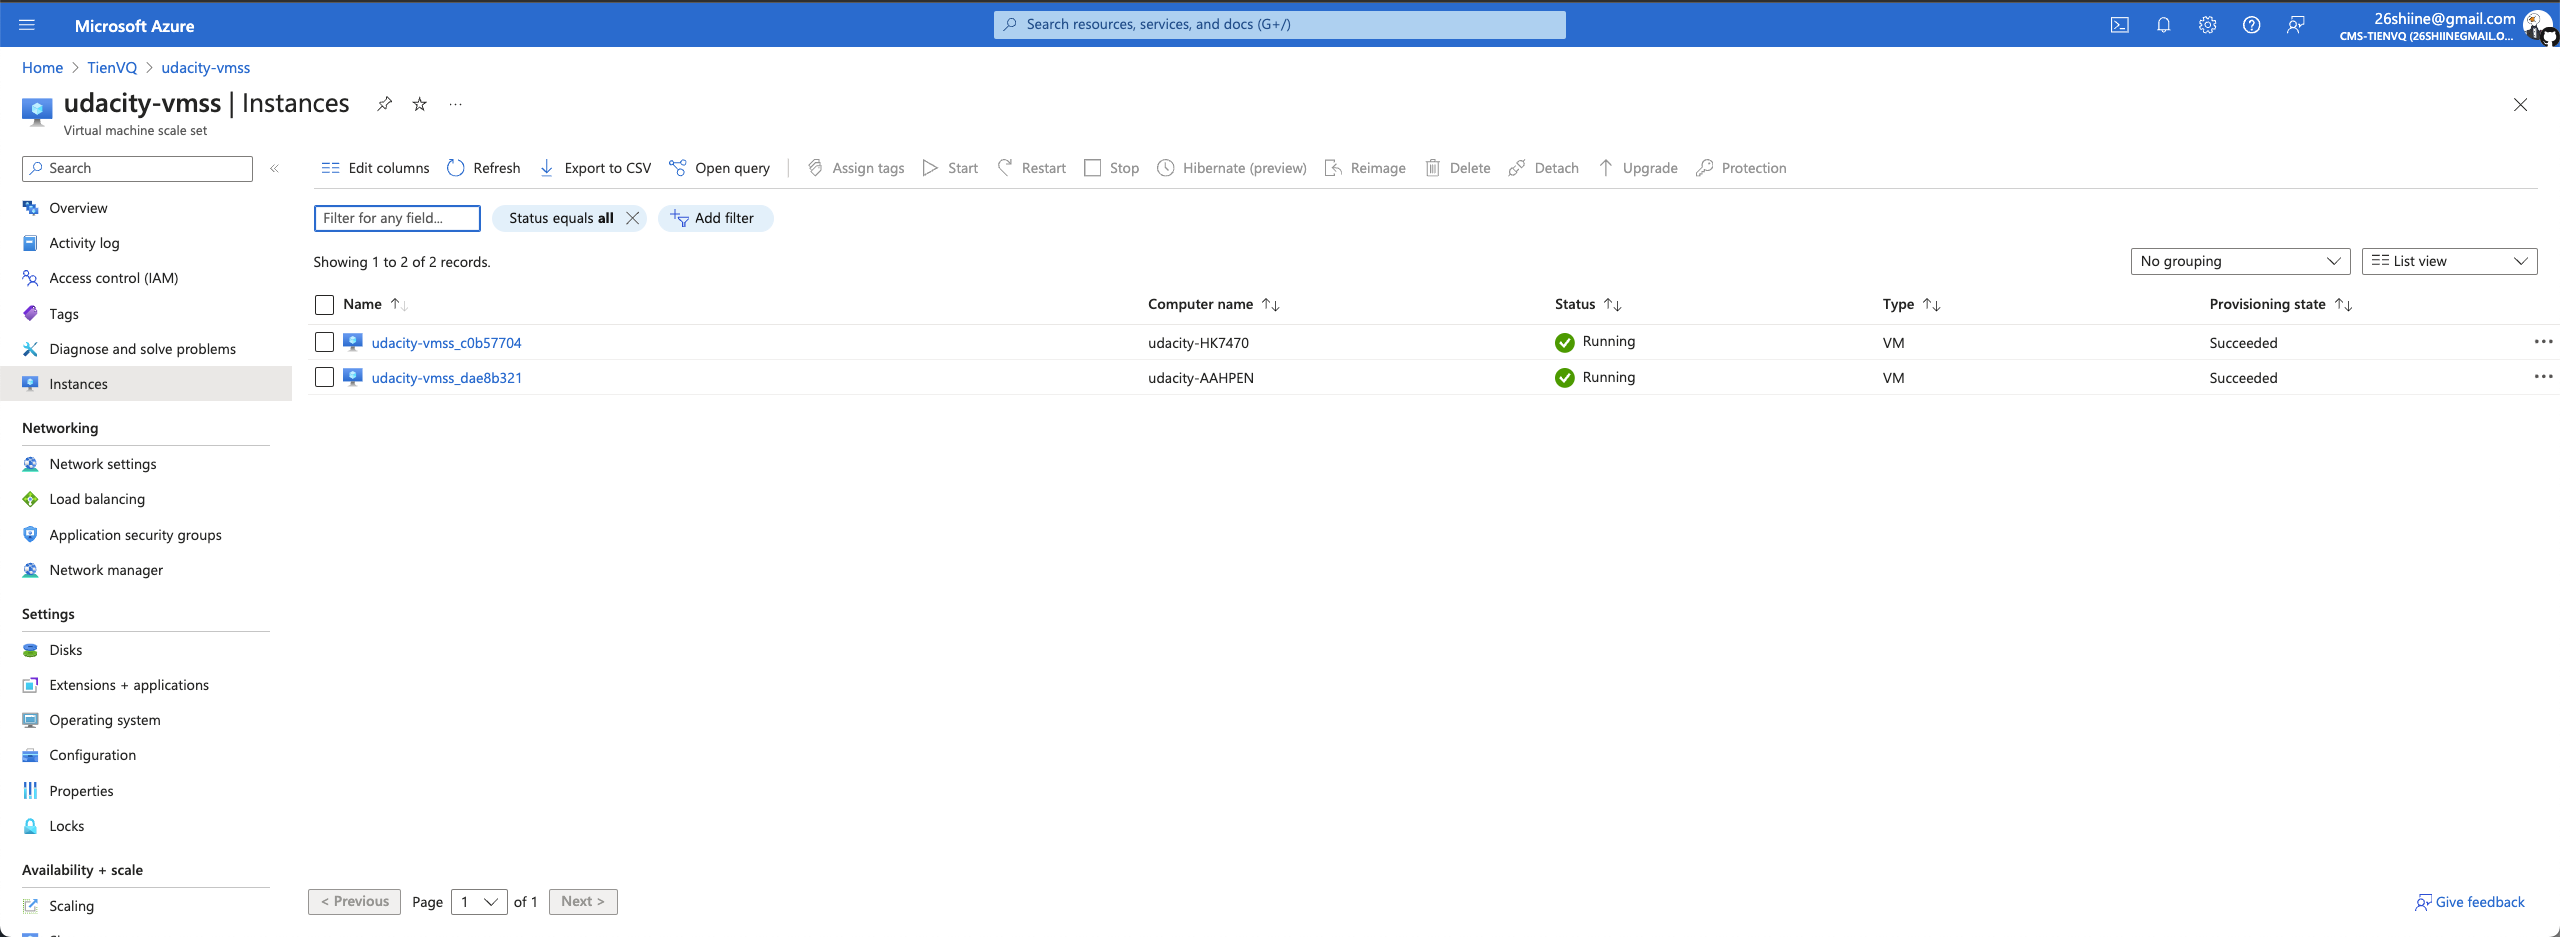 Microsoft Azure
Search resources, services, and docs (G+/)
26shiine@gmail.com
CMS-TIENVQ (26SHIINEGMAIL.O...
Home > TienVQ > udacity-vmss
udacity-vmss | Instances ...
Virtual machine scale set
Search
«
Edit columns Refresh Export to CSV Open query Assign tags Start Restart Stop Hibernate (preview) Reimage Delete Detach Upgrade Protection
Overview
Activity log
Access control (IAM)
Tags
Diagnose and solve problems
Instances
Networking
Network settings
Load balancing
Application security groups
Network manager
Settings
Disks
Extensions + applications
Operating system
Configuration
Properties
Locks
Availability + scale
Scaling
Filter for any field...
Status equals all
Add filter
Showing 1 to 2 of 2 records.
No grouping
List view
Name Computer name Status Type Provisioning state
udacity-vmss_c0b57704 udacity-HK7470 Running VM Succeeded ...
udacity-vmss_dae8b321 udacity-AAHPEN Running VM Succeeded ...
< Previous Page 1 of 1 Next >
Give feedback